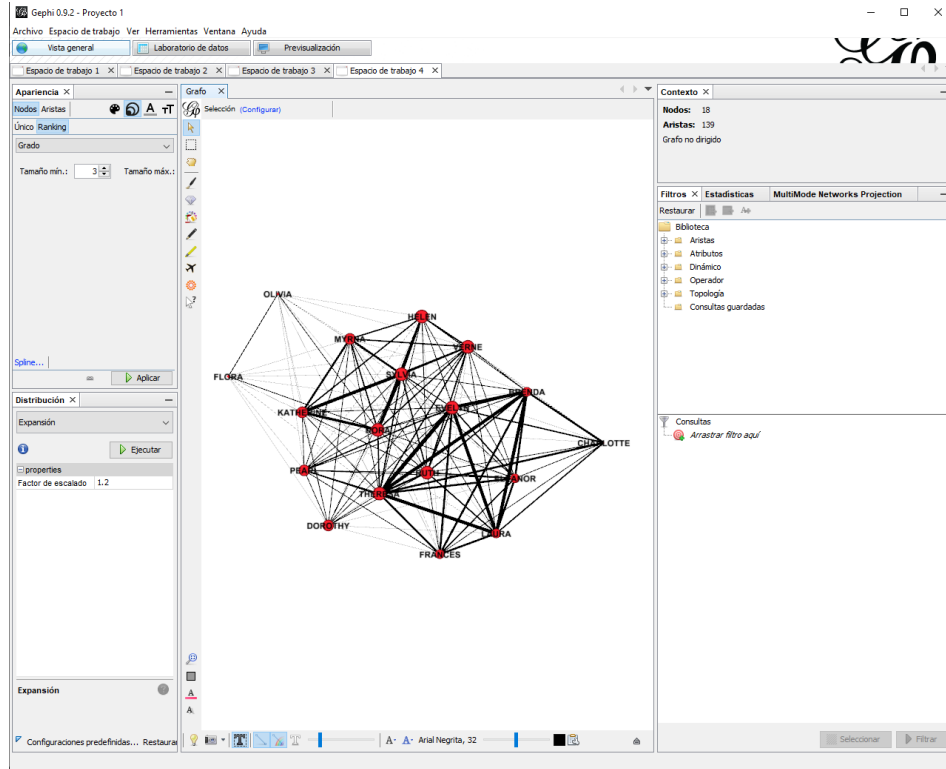 Gephi 0.9.2 - Proyecto 1
Archivo Espacio de trabajo Ver Herramientas Ventana Ayuda
Vista general Laboratorio de datos Previsualización
Espacio de trabajo 1 Espacio de trabajo 2 Espacio de trabajo 3 Espacio de trabajo 4
Apariencia
Nodos Aristas
Único Ranking
Grado
Tamaño mín.: 3 Tamaño máx.:
Spline...
Aplicar
Distribución
Expansión
Ejecutar
properties
Factor de escalado 1.2
Expansión
Configuraciones predefinidas... Restaura
Grafo
Selección (Configurar)
OLIVIA
HELEN
MYRNA
VERNE
SYLVIA
FLORA
BRENDA
KATHERINE
EVELYN
NORA
CHARLOTTE
PEARL
RUTH
ELEANOR
THERESA
DOROTHY
LAURA
FRANCES
A- A- Arial Negrita, 32
Contexto
Nodos: 18
Aristas: 139
Grafo no dirigido
Filtros Estadísticas MultiMode Networks Projection
Restaurar
Biblioteca
Aristas
Atributos
Dinámico
Operador
Topología
Consultas guardadas
Consultas
Arrastrar filtro aquí
Seleccionar Filtrar